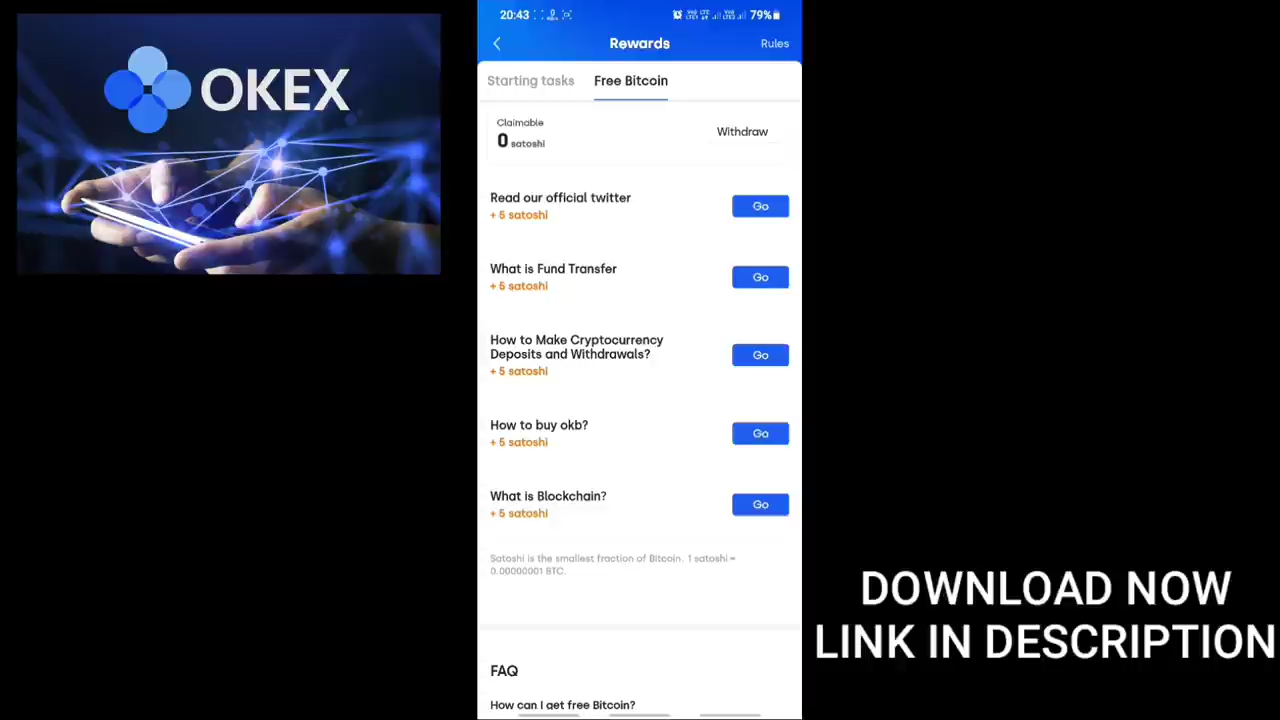 OKEX
20:43
79%
Rewards
Rules
Starting tasks
Free Bitcoin
Claimable
0 satoshi
Withdraw
Read our official twitter
+ 5 satoshi
Go
What is Fund Transfer
+ 5 satoshi
Go
How to Make Cryptocurrency
Deposits and Withdrawals?
+ 5 satoshi
Go
How to buy okb?
+ 5 satoshi
Go
What is Blockchain?
+ 5 satoshi
Go
Satoshi is the smallest fraction of Bitcoin. 1 satoshi =
0.00000001 BTC.
FAQ
How can I get free Bitcoin?
DOWNLOAD NOW
LINK IN DESCRIPTION